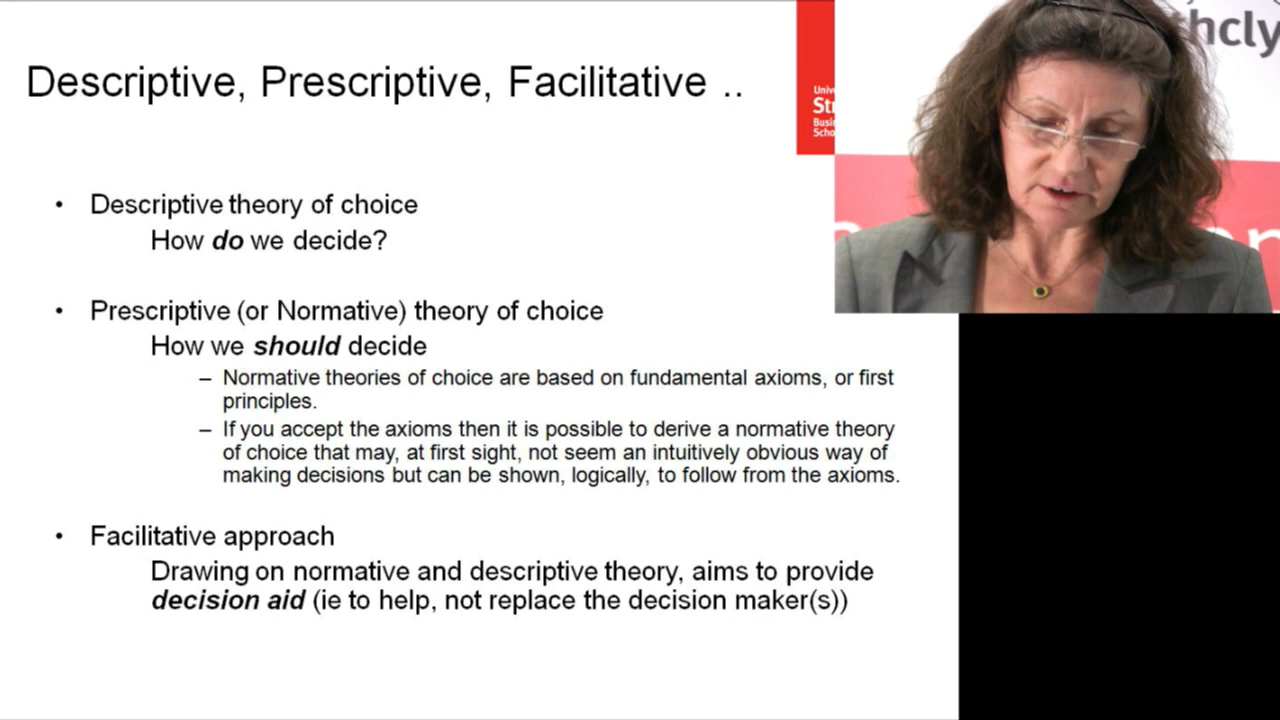 Descriptive, Prescriptive, Facilitative ..
• Descriptive theory of choice
How do we decide?
• Prescriptive (or Normative) theory of choice
How we should decide
– Normative theories of choice are based on fundamental axioms, or first
principles.
– If you accept the axioms then it is possible to derive a normative theory
of choice that may, at first sight, not seem an intuitively obvious way of
making decisions but can be shown, logically, to follow from the axioms.
• Facilitative approach
Drawing on normative and descriptive theory, aims to provide
decision aid (ie to help, not replace the decision maker(s))